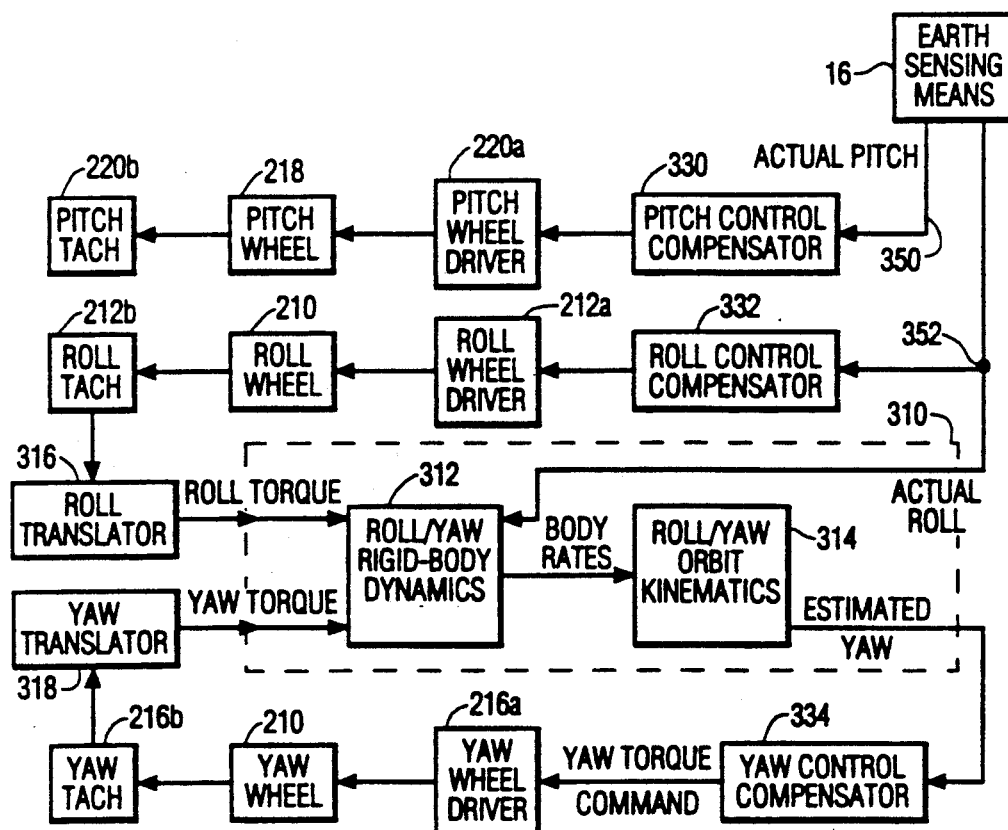 EARTH
SENSING
MEANS
16
ACTUAL PITCH
220b
218
220a
330
PITCH
TACH
PITCH
WHEEL
PITCH
WHEEL
DRIVER
PITCH CONTROL
COMPENSATOR
350
212b
210
212a
332
352
ROLL
TACH
ROLL
WHEEL
ROLL
WHEEL
DRIVER
ROLL CONTROL
COMPENSATOR
310
316
ROLL
TRANSLATOR
ROLL TORQUE
312
ROLL/YAW
RIGID-BODY
DYNAMICS
BODY
RATES
ROLL/YAW
ORBIT
KINEMATICS
314
ACTUAL
ROLL
YAW
TRANSLATOR
318
YAW TORQUE
ESTIMATED
YAW
216b
210
216a
334
YAW
TACH
YAW
WHEEL
YAW
WHEEL
DRIVER
YAW TORQUE
COMMAND
YAW CONTROL
COMPENSATOR